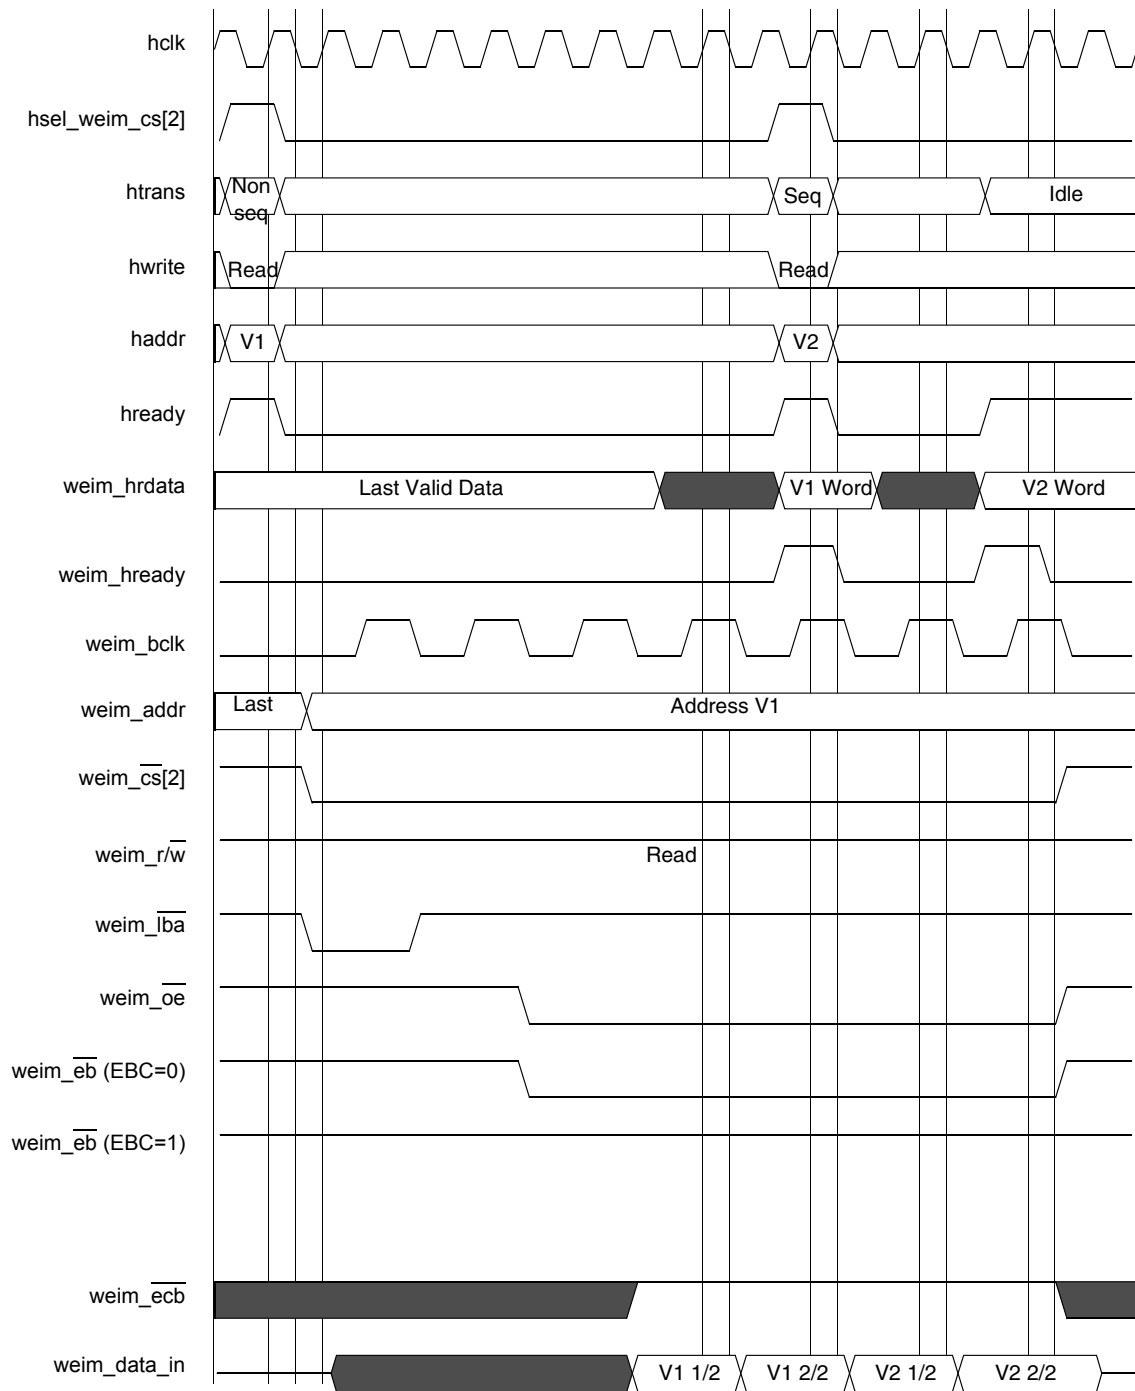 hclk
hsel_weim_cs[2]
htrans
Non
seq
Seq
Idle
hwrite
Read
Read
haddr
V1
V2
hready
weim_hrdata
Last Valid Data
V1 Word
V2 Word
weim_hready
weim_bclk
weim_addr
Last
Address V1
weim_cs[2]
weim_r/w
Read
weim_lba
weim_oe
weim_eb (EBC=0)
weim_eb (EBC=1)
weim_ecb
weim_data_in
V1 1/2
V1 2/2
V2 1/2
V2 2/2